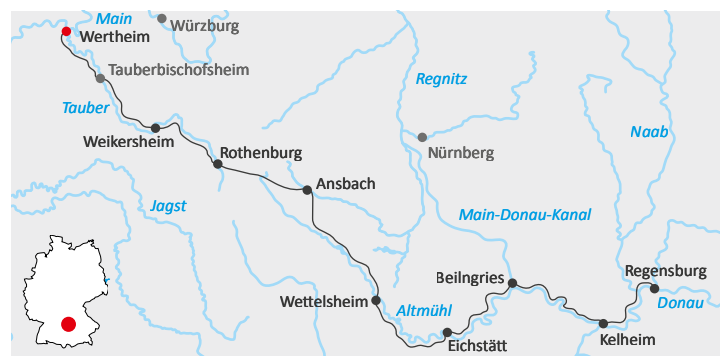 Main
Würzburg
Wertheim
Tauberbischofsheim
Regnitz
Tauber
Naab
Weikersheim
Rothenburg
Nürnberg
Ansbach
Jagst
Main-Donau-Kanal
Beilngries
Regensburg
Wettelsheim
Altmühl
Donau
Eichstätt
Kelheim